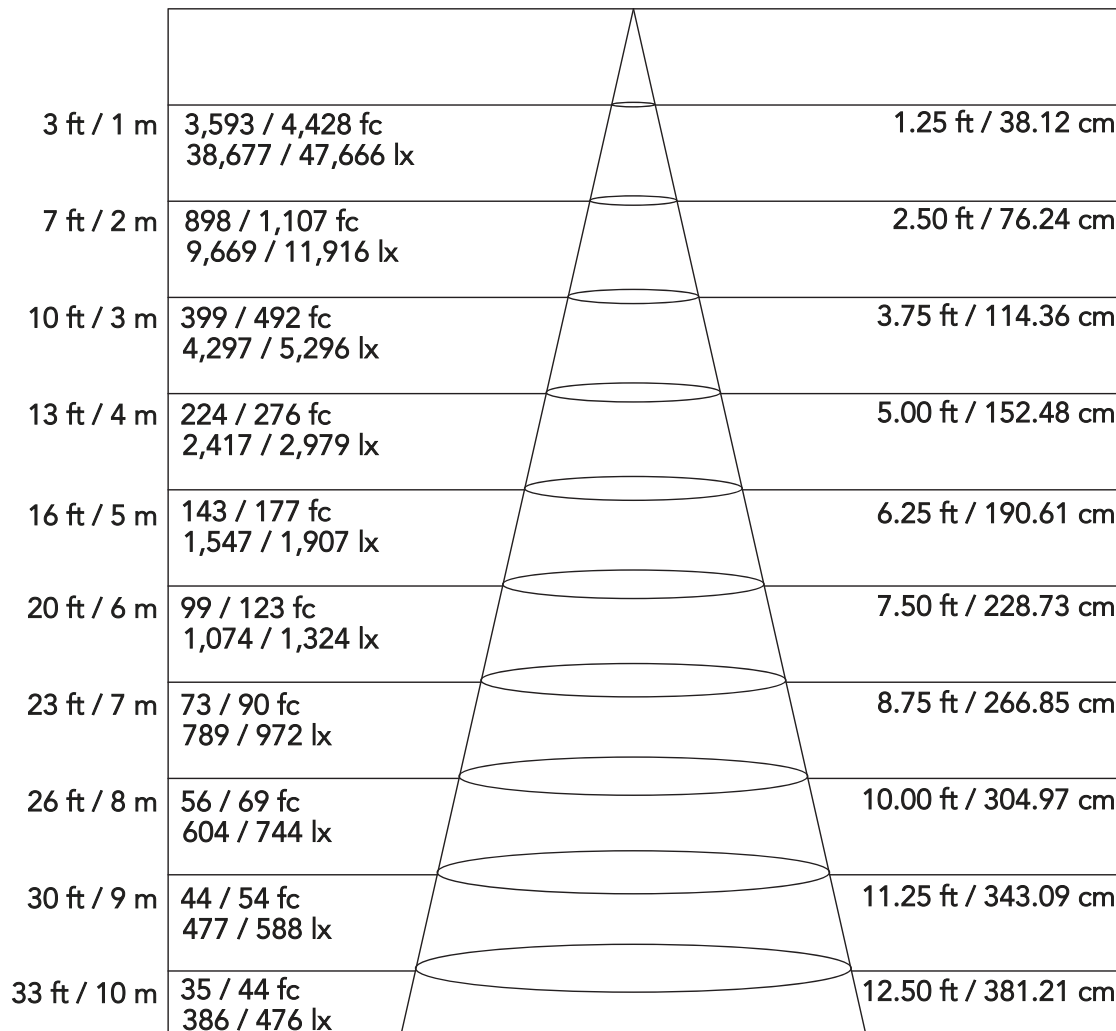 3 ft / 1 m 3,593 / 4,428 fc 1.25 ft / 38.12 cm
38,677 / 47,666 lx
7 ft / 2 m 898 / 1,107 fc 2.50 ft / 76.24 cm
9,669 / 11,916 lx
10 ft / 3 m 399 / 492 fc 3.75 ft / 114.36 cm
4,297 / 5,296 lx
13 ft / 4 m 224 / 276 fc 5.00 ft / 152.48 cm
2,417 / 2,979 lx
16 ft / 5 m 143 / 177 fc 6.25 ft / 190.61 cm
1,547 / 1,907 lx
20 ft / 6 m 99 / 123 fc 7.50 ft / 228.73 cm
1,074 / 1,324 lx
23 ft / 7 m 73 / 90 fc 8.75 ft / 266.85 cm
789 / 972 lx
26 ft / 8 m 56 / 69 fc 10.00 ft / 304.97 cm
604 / 744 lx
30 ft / 9 m 44 / 54 fc 11.25 ft / 343.09 cm
477 / 588 lx
33 ft / 10 m 35 / 44 fc 12.50 ft / 381.21 cm
386 / 476 lx